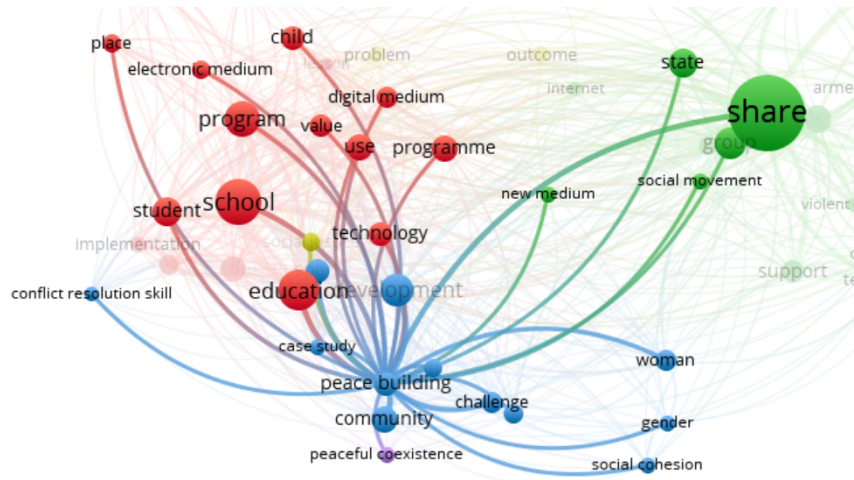 place
child
problem
outcome
state
electronic medium
internet
digital medium
arme
program
value
share
use
programme
group
social movement
new medium
student
school
violent
technology
implementation
support
conflict resolution skill
education
development
case study
woman
peace building
challenge
community
gender
peaceful coexistence
social cohesion